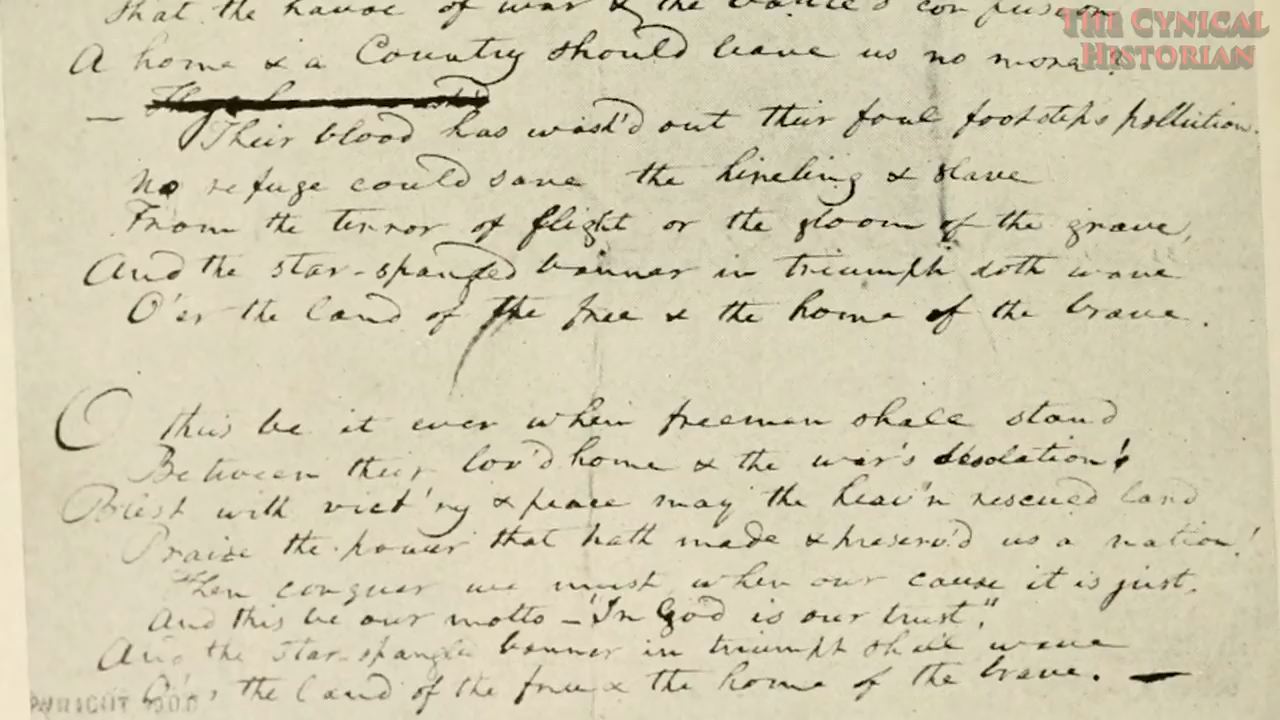 That the havoc of war & the battle's confusion
A home & a Country should leave us no more?
—
Their blood has wash'd out their foul footsteps pollution.
No refuge could save the hireling & slave
From the terror of flight or the gloom of the grave,
And the star-spangled banner in triumph doth wave
O'er the land of the free & the home of the brave.
O thus be it ever when freemen shall stand
Between their lov'd home & the war's desolation!
Blest with vict'ry & peace may the heav'n rescued land
Praise the power that hath made & preserv'd us a nation!
Then conquer we must when our cause it is just,
And this be our motto — "In God is our trust,"
And the star-spangled banner in triumph shall wave
O'er the land of the free & the home of the brave. —
THE CYNICAL
HISTORIAN